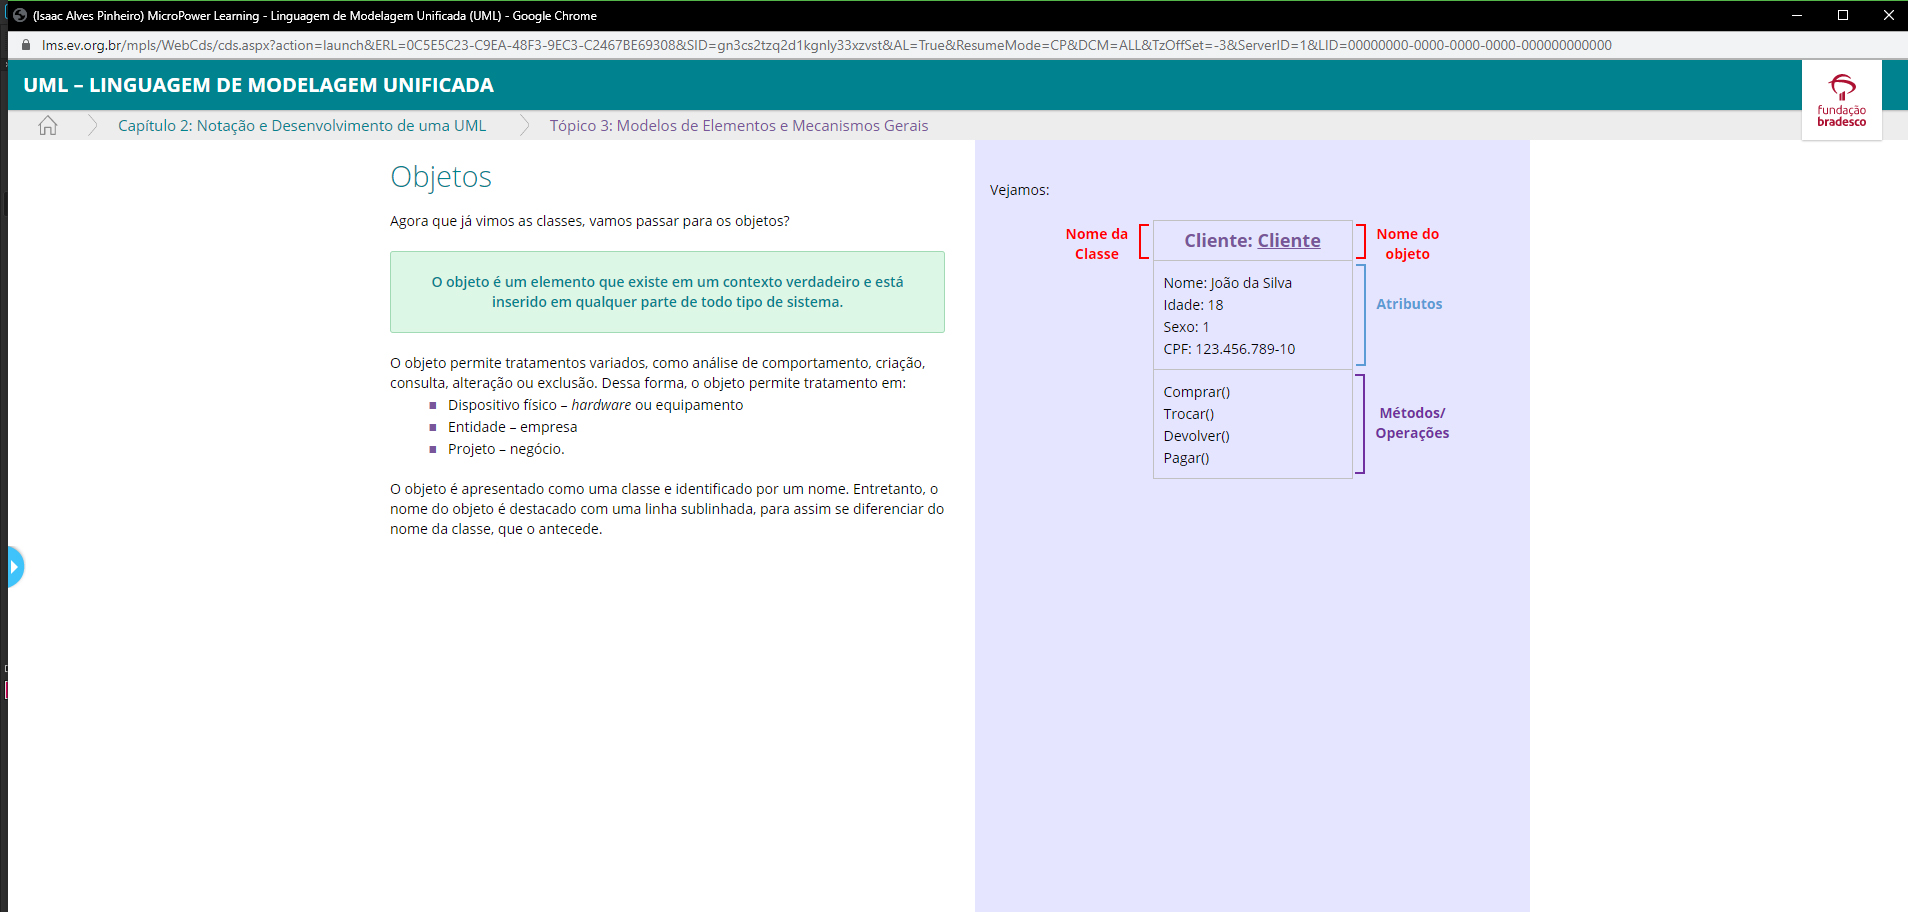 (Isaac Alves Pinheiro) MicroPower Learning - Linguagem de Modelagem Unificada (UML) - Google Chrome
lms.ev.org.br/mpls/WebCds/cds.aspx?action=launch&ERL=0C5E5C23-C9EA-48F3-9EC3-C2467BE69308&SID=gn3cs2tzq2d1kgnly33xzvst&AL=True&ResumeMode=CP&DCM=ALL&TzOffSet=-3&ServerID=1&LID=00000000-0000-0000-0000-000000000000
UML – LINGUAGEM DE MODELAGEM UNIFICADA
fundação
bradesco
Capítulo 2: Notação e Desenvolvimento de uma UML
Tópico 3: Modelos de Elementos e Mecanismos Gerais
Objetos
Agora que já vimos as classes, vamos passar para os objetos?
O objeto é um elemento que existe em um contexto verdadeiro e está
inserido em qualquer parte de todo tipo de sistema.
O objeto permite tratamentos variados, como análise de comportamento, criação,
consulta, alteração ou exclusão. Dessa forma, o objeto permite tratamento em:
Dispositivo físico – hardware ou equipamento
Entidade – empresa
Projeto – negócio.
O objeto é apresentado como uma classe e identificado por um nome. Entretanto, o
nome do objeto é destacado com uma linha sublinhada, para assim se diferenciar do
nome da classe, que o antecede.
Vejamos:
Nome da
Classe
Cliente: Cliente
Nome do
objeto
Nome: João da Silva
Idade: 18
Sexo: 1
CPF: 123.456.789-10
Atributos
Comprar()
Trocar()
Devolver()
Pagar()
Métodos/
Operações